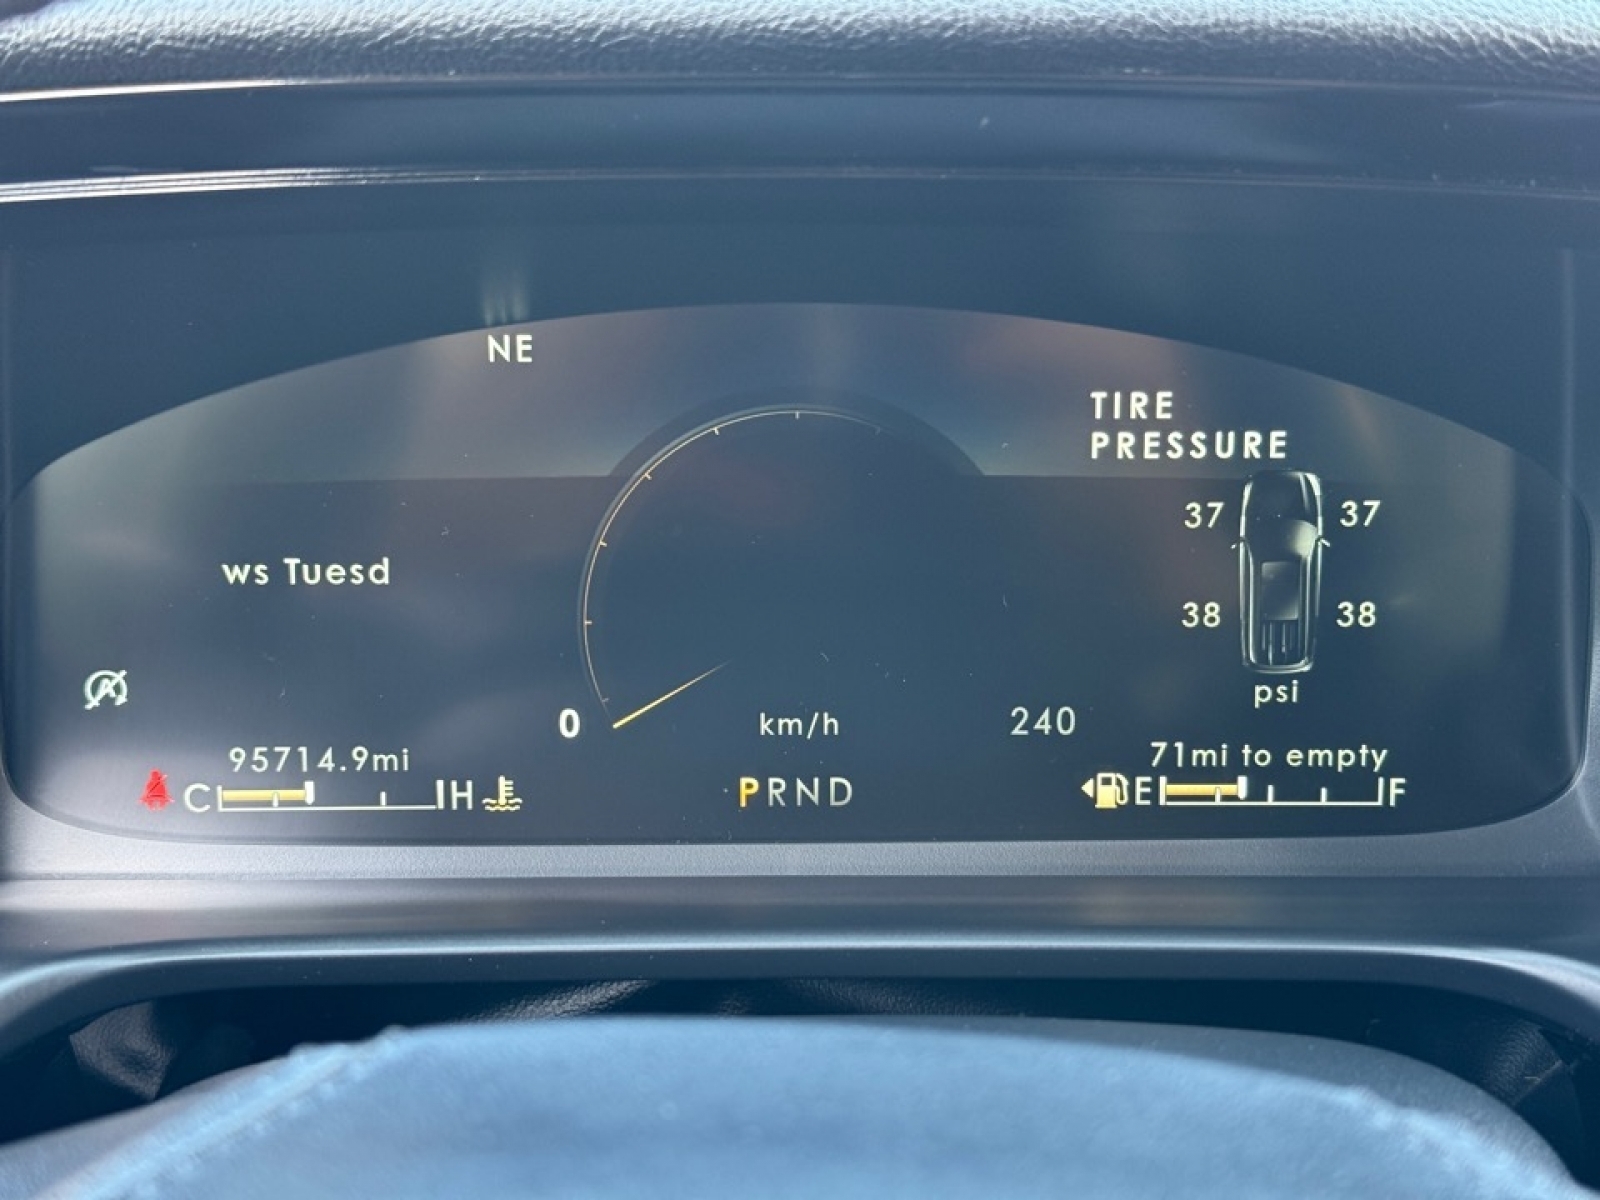 NE
TIRE
PRESSURE
37 37
ws Tuesd
38 38
psi
0 km/h 240
95714.9mi
71mi to empty
C H
PRND
E F